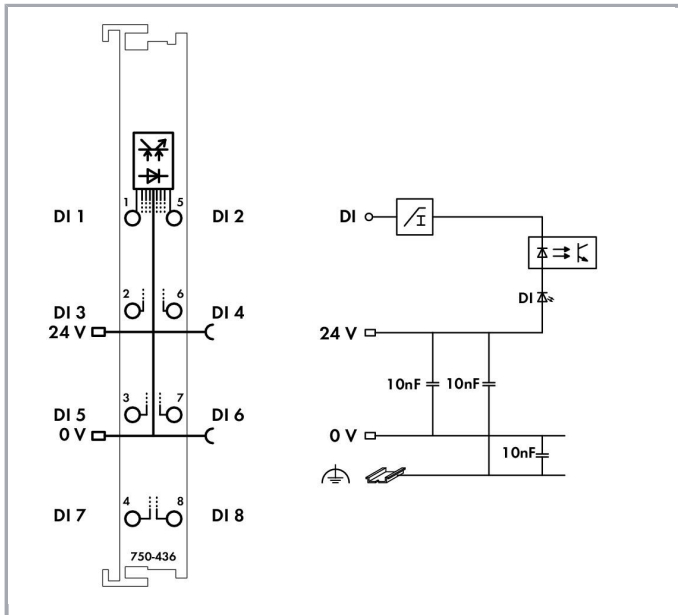 1 5
DI 1 DI 2
2 6
DI 3 DI 4
24 V
3 7
DI 5 DI 6
0 V
4 8
DI 7 DI 8
750-436
DI
I
DI
24 V
10nF 10nF
0 V
10nF